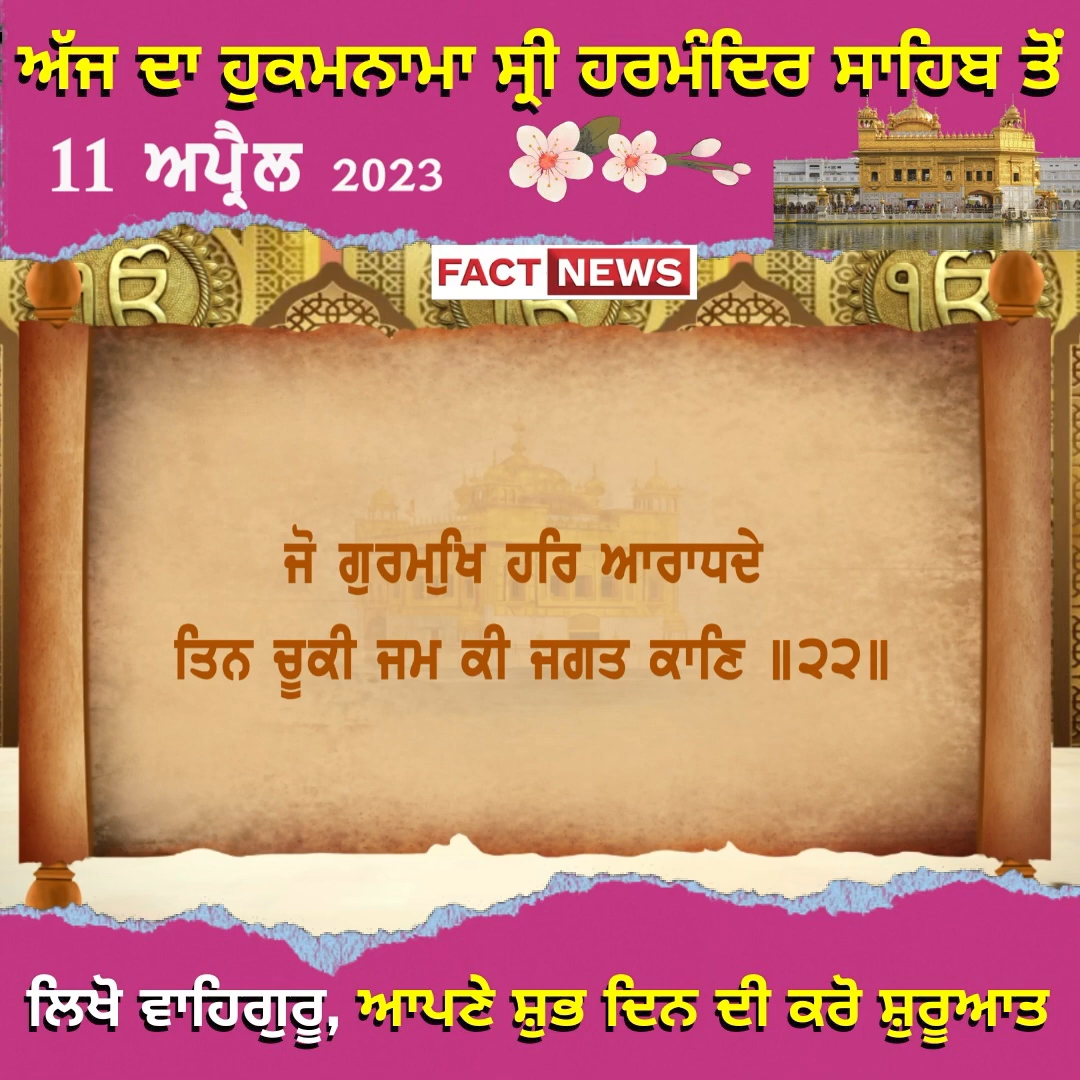 ਅੱਜ ਦਾ ਹੁਕਮਨਾਮਾ ਸ੍ਰੀ ਹਰਮੰਦਿਰ ਸਾਹਿਬ ਤੋਂ
11 ਅਪ੍ਰੈਲ 2023
FACT NEWS
ਜੋ ਗੁਰਮੁਖਿ ਹਰਿ ਆਰਾਧਦੇ
ਤਿਨ ਚੂਕੀ ਜਮ ਕੀ ਜਗਤ ਕਾਣਿ ॥੨੨॥
ਲਿਖੋ ਵਾਹਿਗੁਰੂ, ਆਪਣੇ ਸ਼ੁਭ ਦਿਨ ਦੀ ਕਰੋ ਸ਼ੁਰੂਆਤ